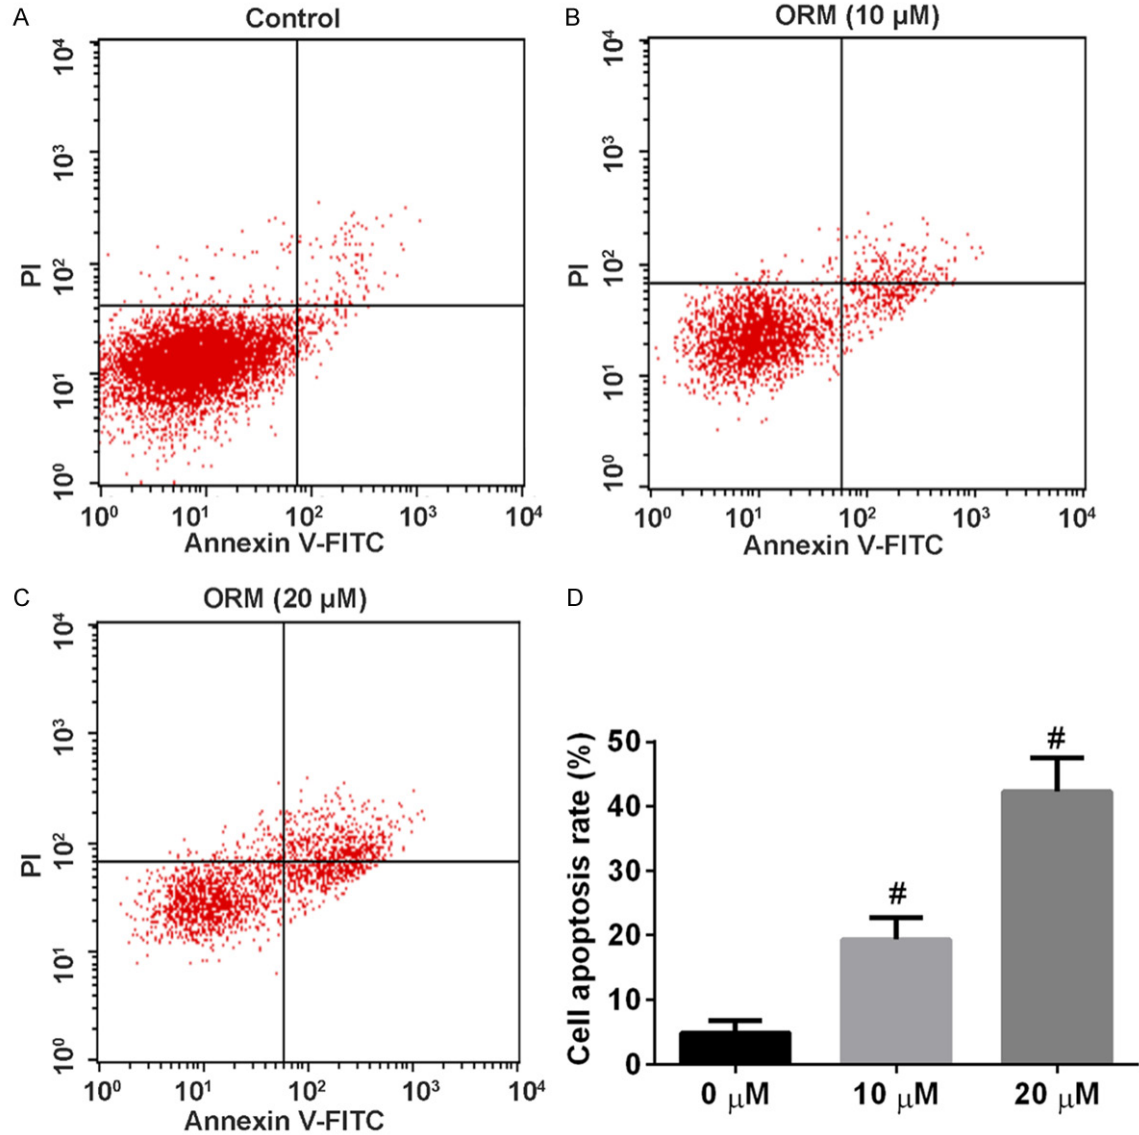 A
Control
PI
10⁴
10³
10²
10¹
10⁰
10⁰ 10¹ 10² 10³ 10⁴
Annexin V-FITC
B
ORM (10 μM)
PI
10⁴
10³
10²
10¹
10⁰
10⁰ 10¹ 10² 10³ 10⁴
Annexin V-FITC
C
ORM (20 μM)
PI
10⁴
10³
10²
10¹
10⁰
10⁰ 10¹ 10² 10³ 10⁴
Annexin V-FITC
D
Cell apoptosis rate (%)
50
40
30
20
10
0
#
#
0 μM 10 μM 20 μM